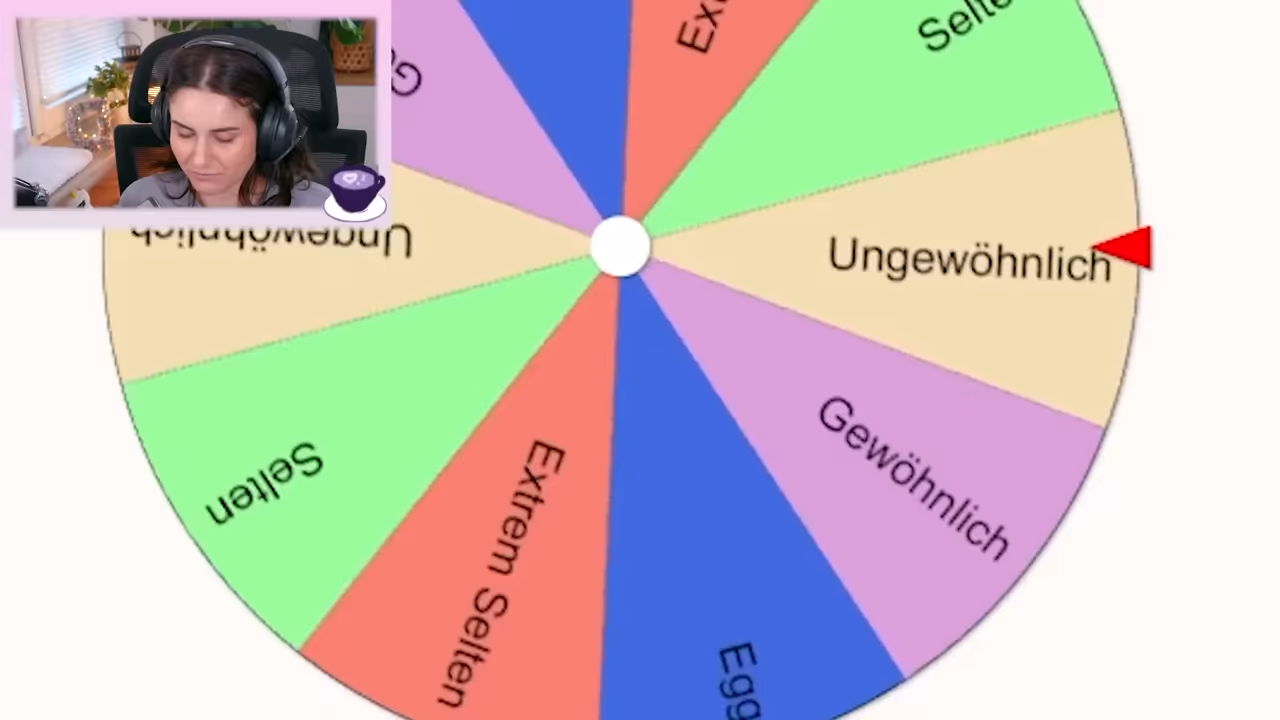 Ungewöhnlich
Ungewöhnlich
Gewöhnlich
Selten
Extrem Selten